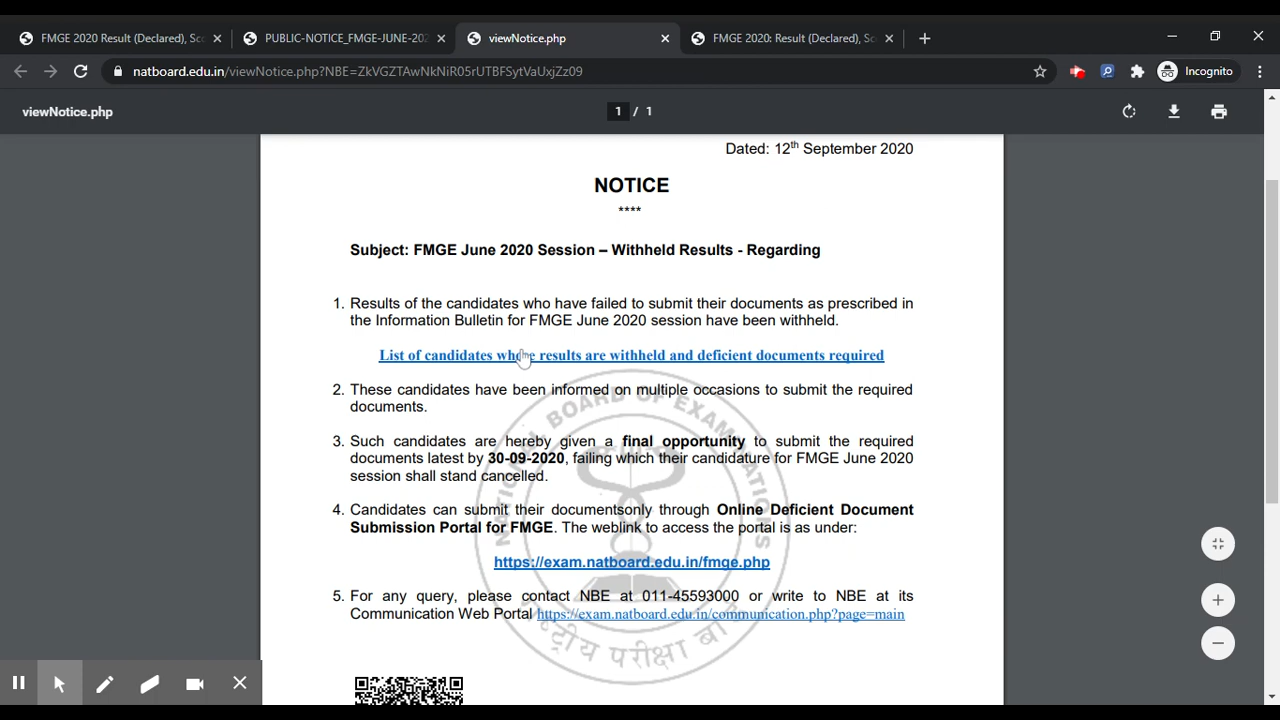 FMGE 2020 Result (Declared), Sc
PUBLIC-NOTICE_FMGE-JUNE-202
viewNotice.php
FMGE 2020: Result (Declared), Sc
natboard.edu.in/viewNotice.php?NBE=ZkVGZTAwNkNiR05rUTBFSytVaUxjZz09
Incognito
viewNotice.php
1 / 1
Dated: 12th September 2020
NOTICE
****
Subject: FMGE June 2020 Session – Withheld Results - Regarding
1. Results of the candidates who have failed to submit their documents as prescribed in
the Information Bulletin for FMGE June 2020 session have been withheld.
List of candidates whose results are withheld and deficient documents required
2. These candidates have been informed on multiple occasions to submit the required
documents.
3. Such candidates are hereby given a final opportunity to submit the required
documents latest by 30-09-2020, failing which their candidature for FMGE June 2020
session shall stand cancelled.
4. Candidates can submit their documentsonly through Online Deficient Document
Submission Portal for FMGE. The weblink to access the portal is as under:
https://exam.natboard.edu.in/fmge.php
5. For any query, please contact NBE at 011-45593000 or write to NBE at its
Communication Web Portal https://exam.natboard.edu.in/communication.php?page=main
NATIONAL BOARD OF EXAMINATIONS
राष्ट्रीय परीक्षा बोर्ड